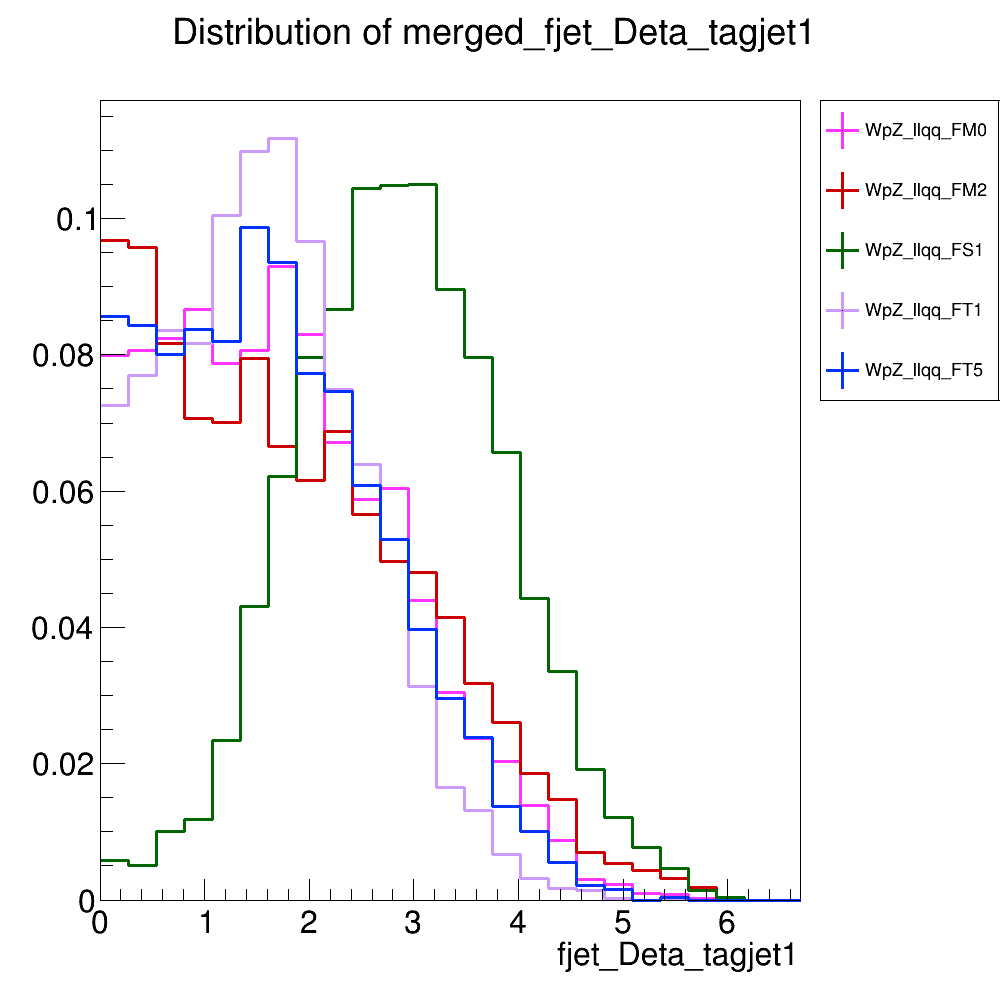 Distribution of merged_fjet_Deta_tagjet1
WpZ_llqq_FM0
WpZ_llqq_FM2
WpZ_llqq_FS1
WpZ_llqq_FT1
WpZ_llqq_FT5
0.1
0.08
0.06
0.04
0.02
0
0 1 2 3 4 5 6
fjet_Deta_tagjet1